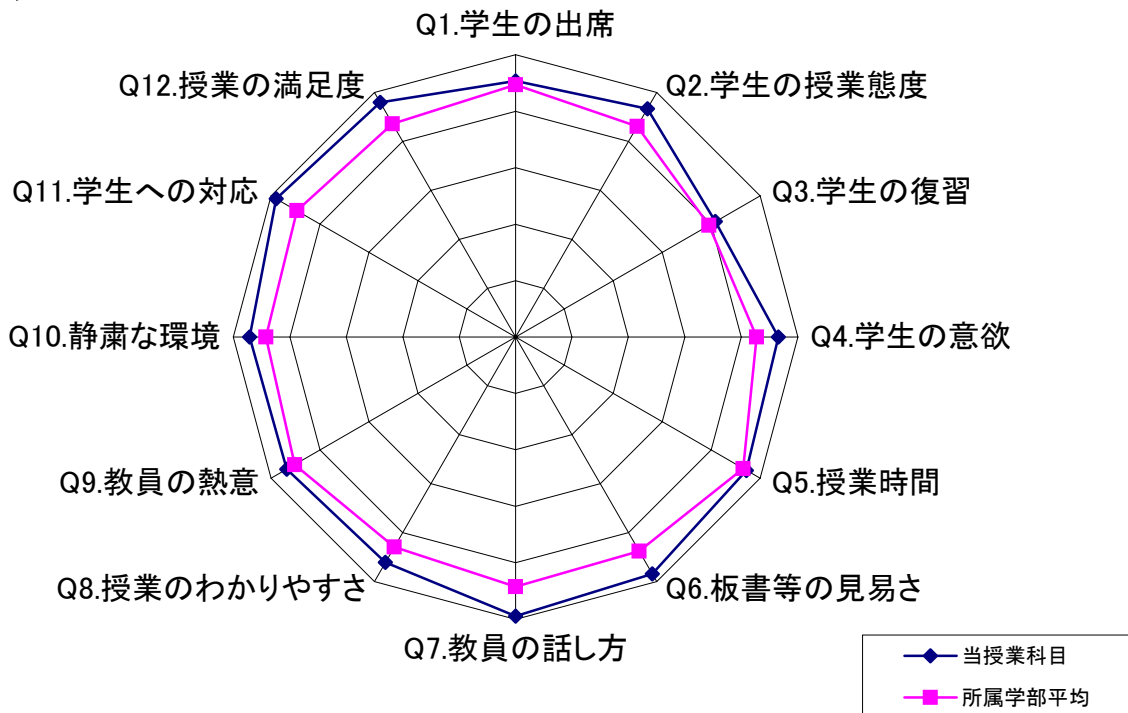 Q1.学生の出席
Q2.学生の授業態度
Q3.学生の復習
Q4.学生の意欲
Q5.授業時間
Q6.板書等の見易さ
Q7.教員の話し方
Q8.授業のわかりやすさ
Q9.教員の熱意
Q10.静粛な環境
Q11.学生への対応
Q12.授業の満足度
当授業科目
所属学部平均